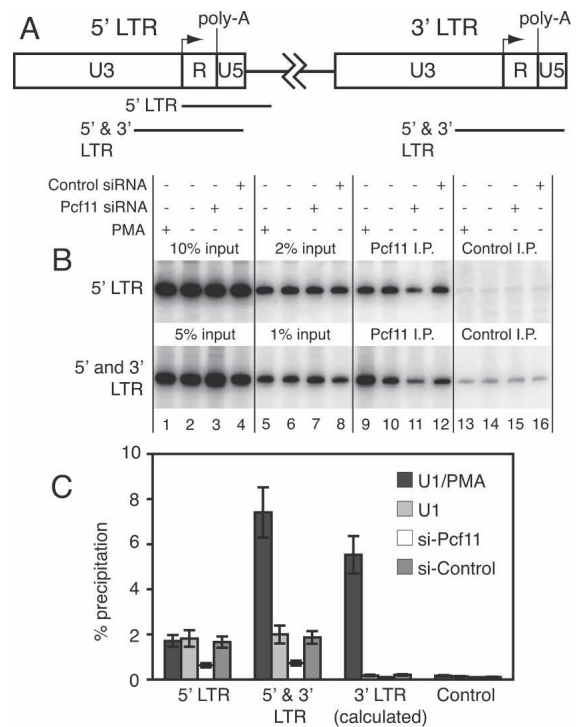 A
5' LTR
poly-A
3' LTR
poly-A
U3
R
U5
U3
R
U5
5' LTR
5' & 3'
LTR
5' & 3'
LTR
Control siRNA - - - + - - - + - - - + - - - +
Pcf11 siRNA - - + - - - + - - - + - - - + -
PMA + - - - + - - - + - - - + - - -
B
10% input 2% input Pcf11 I.P. Control I.P.
5' LTR
5% input 1% input Pcf11 I.P. Control I.P.
5' and 3'
LTR
1 2 3 4 5 6 7 8 9 10 11 12 13 14 15 16
C
% precipitation
10
8
6
4
2
0
U1/PMA
U1
si-Pcf11
si-Control
5' LTR
5' & 3'
LTR
3' LTR
(calculated)
Control